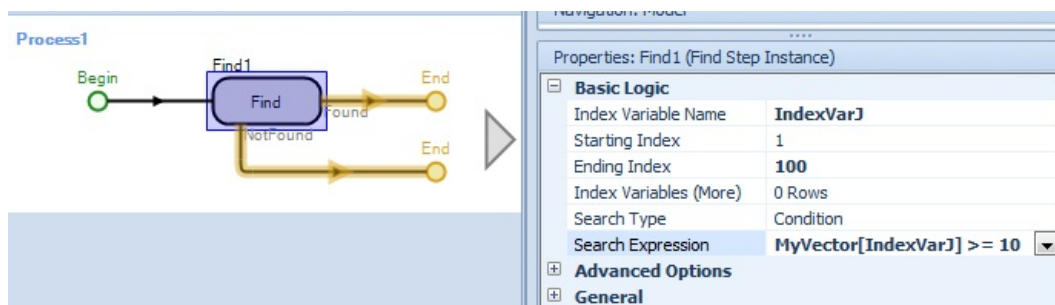 Navigation: Model
Process1
Begin
Find1
Find
End
Found
NotFound
End
Properties: Find1 (Find Step Instance)
Basic Logic
Index Variable Name IndexVarJ
Starting Index 1
Ending Index 100
Index Variables (More) 0 Rows
Search Type Condition
Search Expression MyVector[IndexVarJ] >= 10
Advanced Options
General